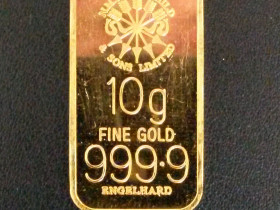 & SONS LIMITED
10g
FINE GOLD
999·9
ENGELHARD